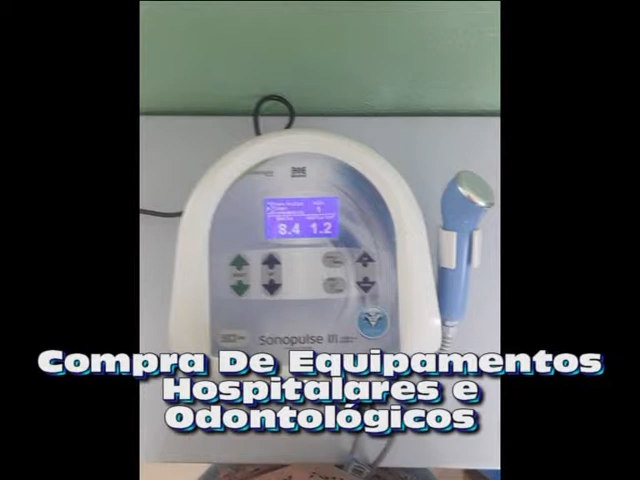 8.4 1.2
Sonopulse III
Compra De Equipamentos
Hospitalares e
Odontológicos